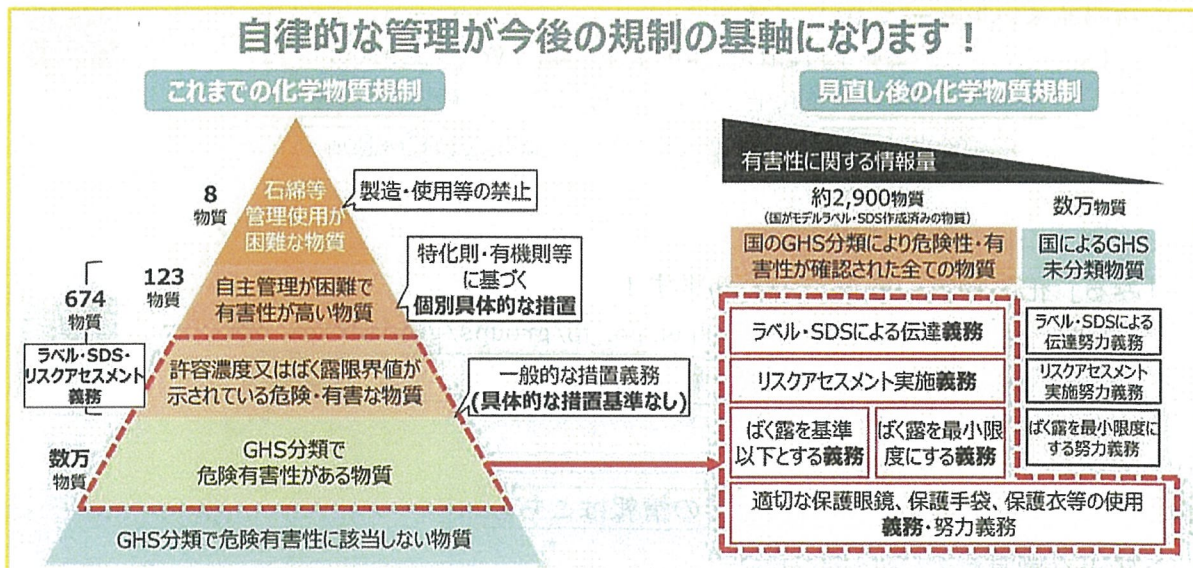 自律的な管理が今後の規制の基軸になります！
これまでの化学物質規制
8
物質
石綿等
管理使用が
困難な物質
製造・使用等の禁止
123
物質
自主管理が困難で
有害性が高い物質
特化則・有機則等
に基づく
個別具体的な措置
674
物質
ラベル・SDS・
リスクアセスメント
義務
許容濃度又はばく露限界値が
示されている危険・有害な物質
一般的な措置義務
(具体的な措置基準なし)
数万
物質
GHS分類で
危険有害性がある物質
GHS分類で危険有害性に該当しない物質
見直し後の化学物質規制
有害性に関する情報量
約2,900物質
(国がモデルラベル・SDS作成済みの物質)
数万物質
国のGHS分類により危険性・有
害性が確認された全ての物質
国によるGHS
未分類物質
ラベル・SDSによる伝達義務
ラベル・SDSによる
伝達努力義務
リスクアセスメント実施義務
リスクアセスメント
実施努力義務
ばく露を基準
以下とする義務
ばく露を最小限
度にする義務
ばく露を最小限度に
する努力義務
適切な保護眼鏡、保護手袋、保護衣等の使用
義務・努力義務